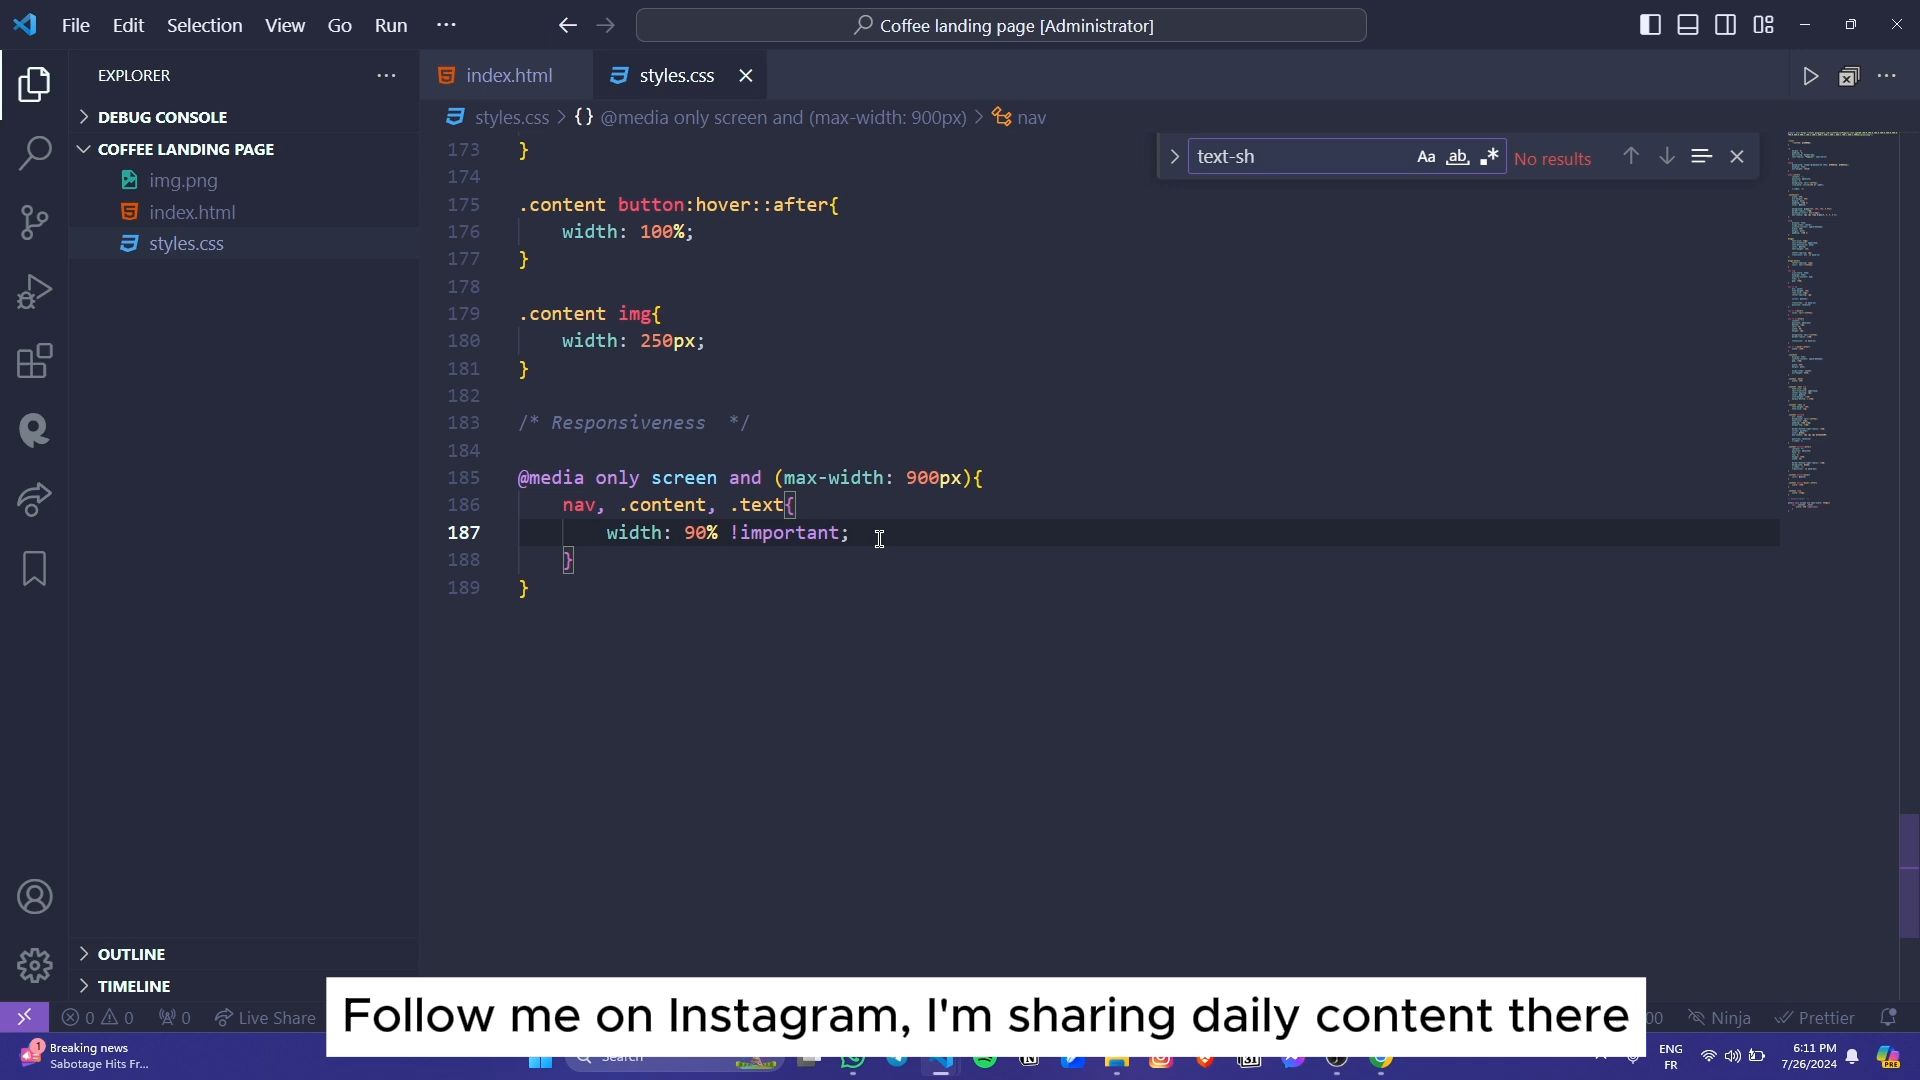 File Edit Selection View Go Run ...
Coffee landing page [Administrator]
EXPLORER ...
DEBUG CONSOLE
COFFEE LANDING PAGE
img.png
index.html
styles.css
OUTLINE
TIMELINE
index.html styles.css
styles.css > {} @media only screen and (max-width: 900px) > nav
text-sh Aa ab, .* No results
173 }
174
175 .content button:hover::after{
176 width: 100%;
177 }
178
179 .content img{
180 width: 250px;
181 }
182
183 /* Responsiveness */
184
185 @media only screen and (max-width: 900px){
186 nav, .content, .text{
187 width: 90% !important;
188 }
189 }
Follow me on Instagram, I'm sharing daily content there
0 0 0 Live Share
Ninja Prettier
1 Breaking news
Sabotage Hits Fr...
Search
ENG
FR
6:11 PM
7/26/2024
PRE